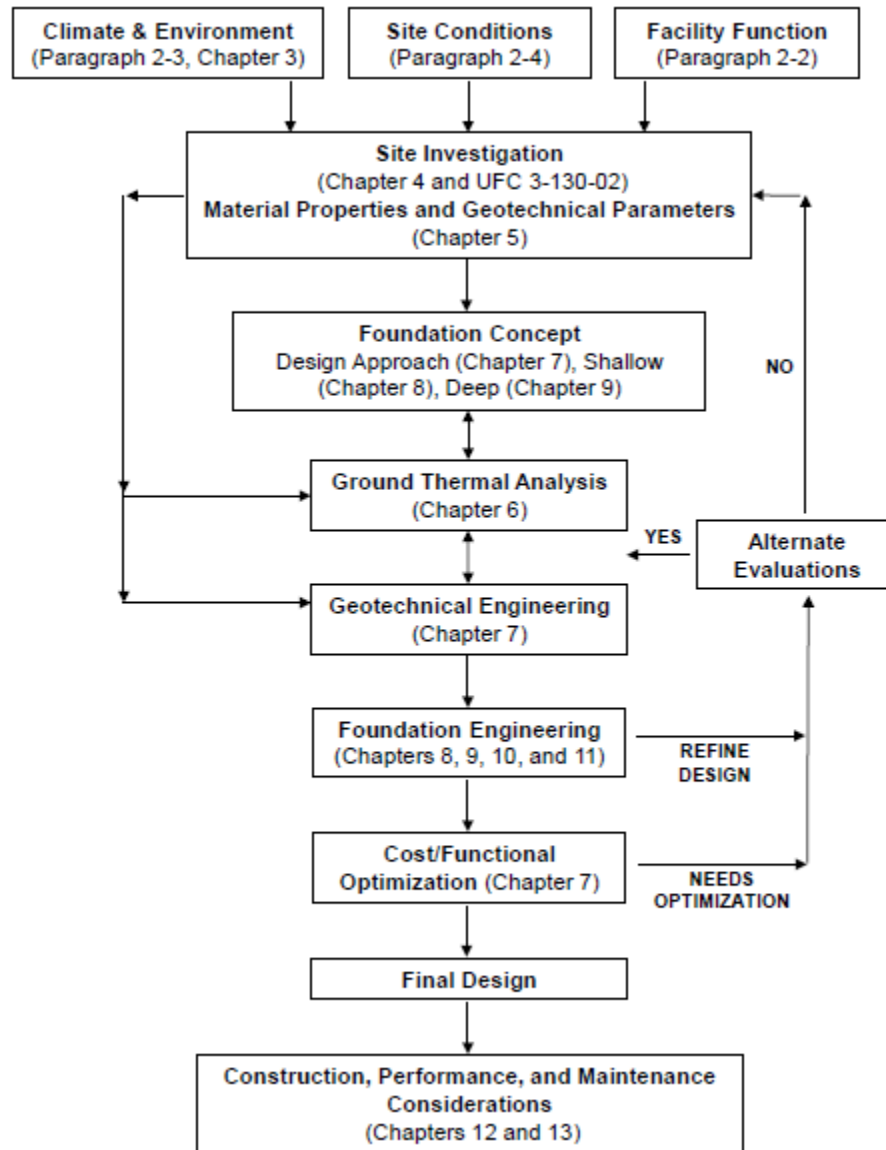 Climate & Environment
(Paragraph 2-3, Chapter 3)
Site Conditions
(Paragraph 2-4)
Facility Function
(Paragraph 2-2)
Site Investigation
(Chapter 4 and UFC 3-130-02)
Material Properties and Geotechnical Parameters
(Chapter 5)
Foundation Concept
Design Approach (Chapter 7), Shallow
(Chapter 8), Deep (Chapter 9)
NO
Ground Thermal Analysis
(Chapter 6)
YES
Alternate
Evaluations
Geotechnical Engineering
(Chapter 7)
Foundation Engineering
(Chapters 8, 9, 10, and 11)
REFINE
DESIGN
Cost/Functional
Optimization (Chapter 7)
NEEDS
OPTIMIZATION
Final Design
Construction, Performance, and Maintenance
Considerations
(Chapters 12 and 13)